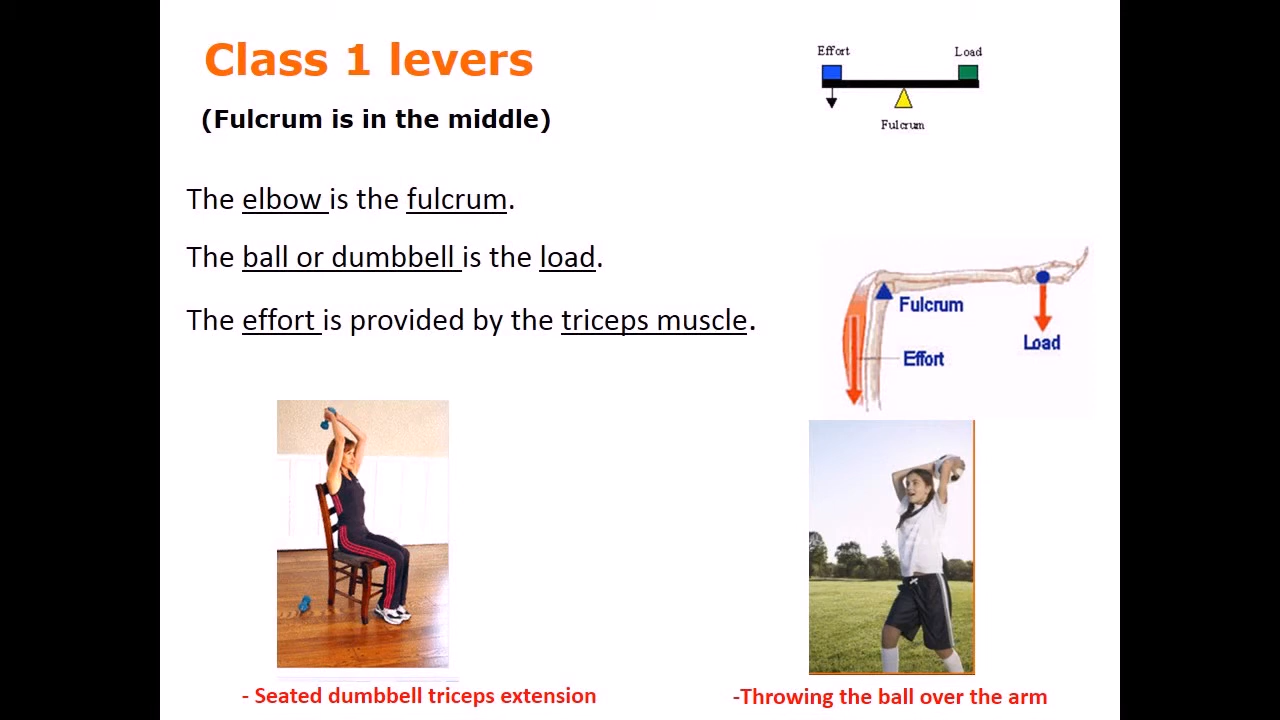 Class 1 levers
(Fulcrum is in the middle)
Effort
Load
Fulcrum
The elbow is the fulcrum.
The ball or dumbbell is the load.
The effort is provided by the triceps muscle.
Fulcrum
Load
Effort
- Seated dumbbell triceps extension
-Throwing the ball over the arm